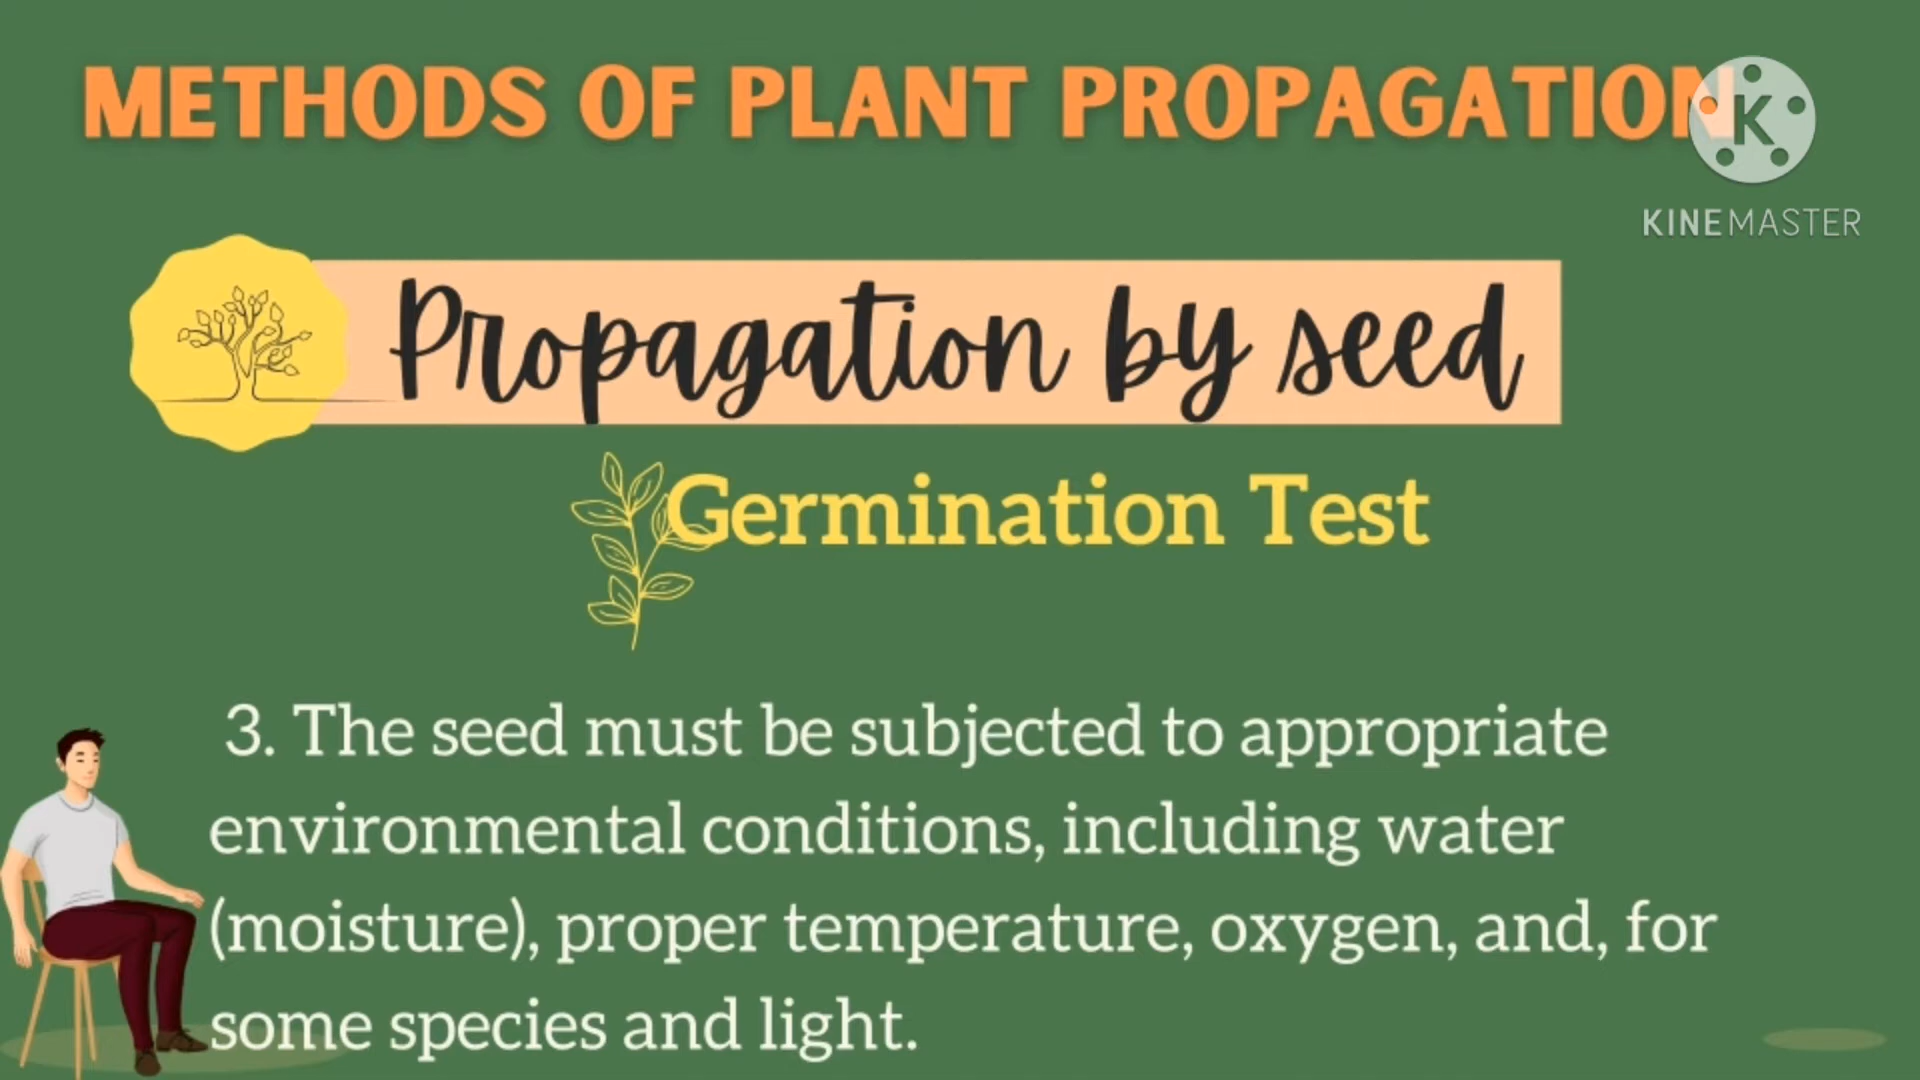 METHODS OF PLANT PROPAGATION
K
KINEMASTER
Propagation by seed
Germination Test
3. The seed must be subjected to appropriate
environmental conditions, including water
(moisture), proper temperature, oxygen, and, for
some species and light.